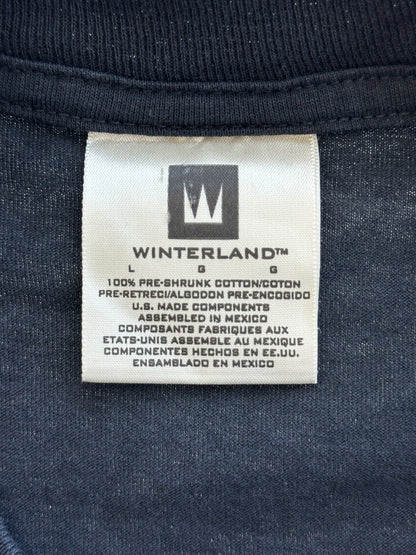 W
WINTERLAND™
L G G
100% PRE-SHRUNK COTTON/COTON
PRE-RETRECI/ALGODON PRE-ENCOGIDO
U.S. MADE COMPONENTS
ASSEMBLED IN MEXICO
COMPOSANTS FABRIQUES AUX
ETATS-UNIS ASSEMBLE AU MEXIQUE
COMPONENTES HECHOS EN EE.UU.
ENSAMBLADO EN MEXICO